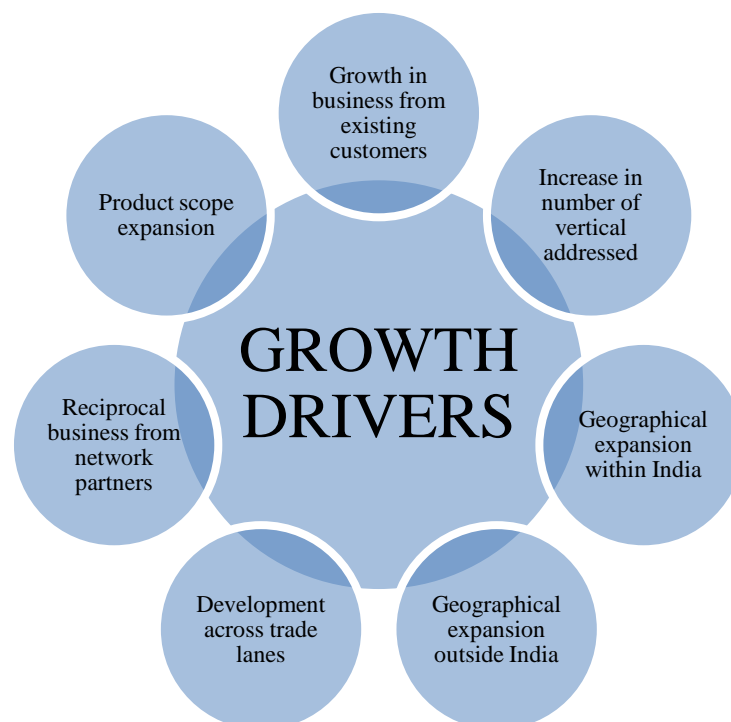 Growth in
business from
existing
customers
Increase in
number of
vertical
addressed
Geographical
expansion
within India
Geographical
expansion
outside India
Development
across trade
lanes
Reciprocal
business from
network
partners
Product scope
expansion
GROWTH
DRIVERS